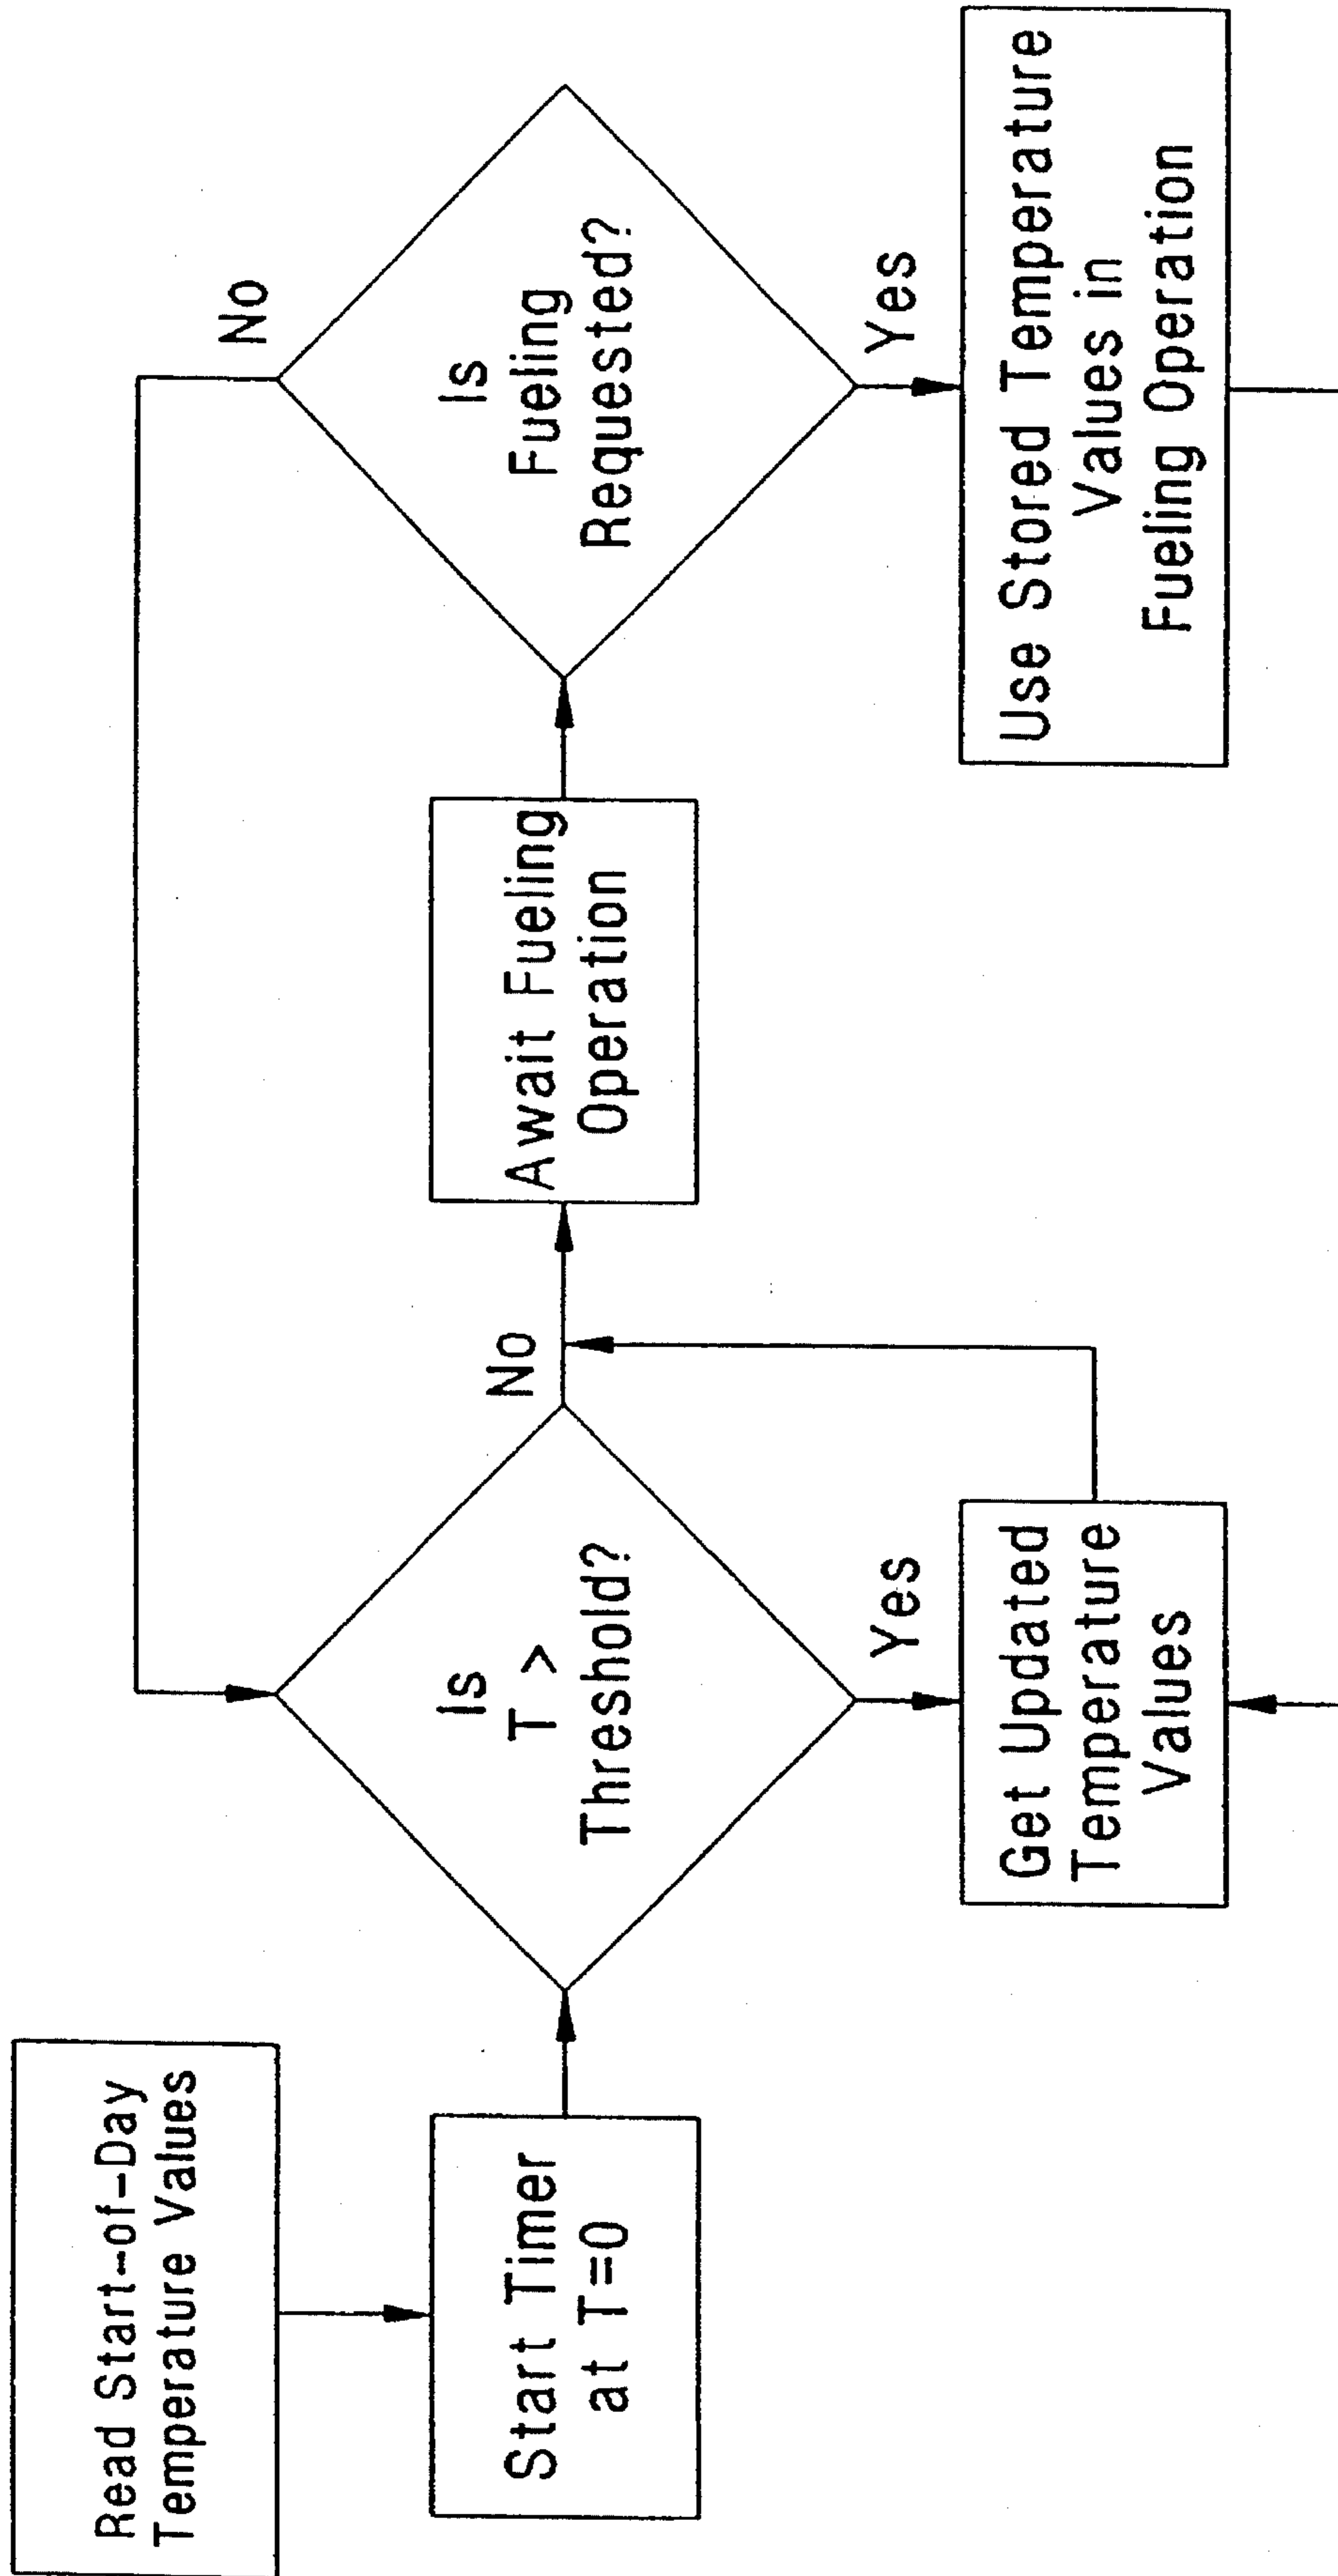 Read Start-of-Day
Temperature Values
Start Timer
at T=0
Is
T >
Threshold?
No
Yes
Get Updated
Temperature
Values
Await Fueling
Operation
Is
Fueling
Requested?
No
Yes
Use Stored Temperature
Values in
Fueling Operation